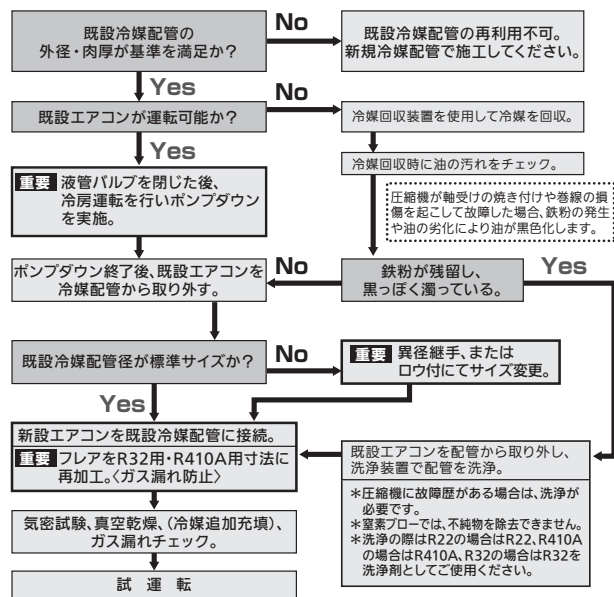 既設冷媒配管の
外径・肉厚が基準を満足か？
No
既設冷媒配管の再利用不可。
新規冷媒配管で施工してください。
Yes
既設エアコンが運転可能か？
No
冷媒回収装置を使用して冷媒を回収。
Yes
冷媒回収時に油の汚れをチェック。
重要 液管バルブを閉じた後、
冷房運転を行いポンプダウン
を実施。
圧縮機が軸受けの焼き付けや巻線の損
傷を起こして故障した場合、鉄粉の発生
や油の劣化により油が黒色化します。
ポンプダウン終了後、既設エアコンを
冷媒配管から取り外す。
No
鉄粉が残留し、
黒っぽく濁っている。
Yes
既設冷媒配管径が標準サイズか？
No
重要 異径継手、または
ロウ付にてサイズ変更。
Yes
新設エアコンを既設冷媒配管に接続。
重要 フレアをR32用・R410A用寸法に
再加工。〈ガス漏れ防止〉
既設エアコンを配管から取り外し、
洗浄装置で配管を洗浄。
＊圧縮機に故障歴がある場合は、洗浄が
必要です。
＊窒素ブローでは、不純物を除去できません。
＊洗浄の際はR22の場合はR22、R410A
の場合はR410A、R32の場合はR32を
洗浄剤としてご使用ください。
気密試験、真空乾燥、（冷媒追加充填）、
ガス漏れチェック。
試 運 転